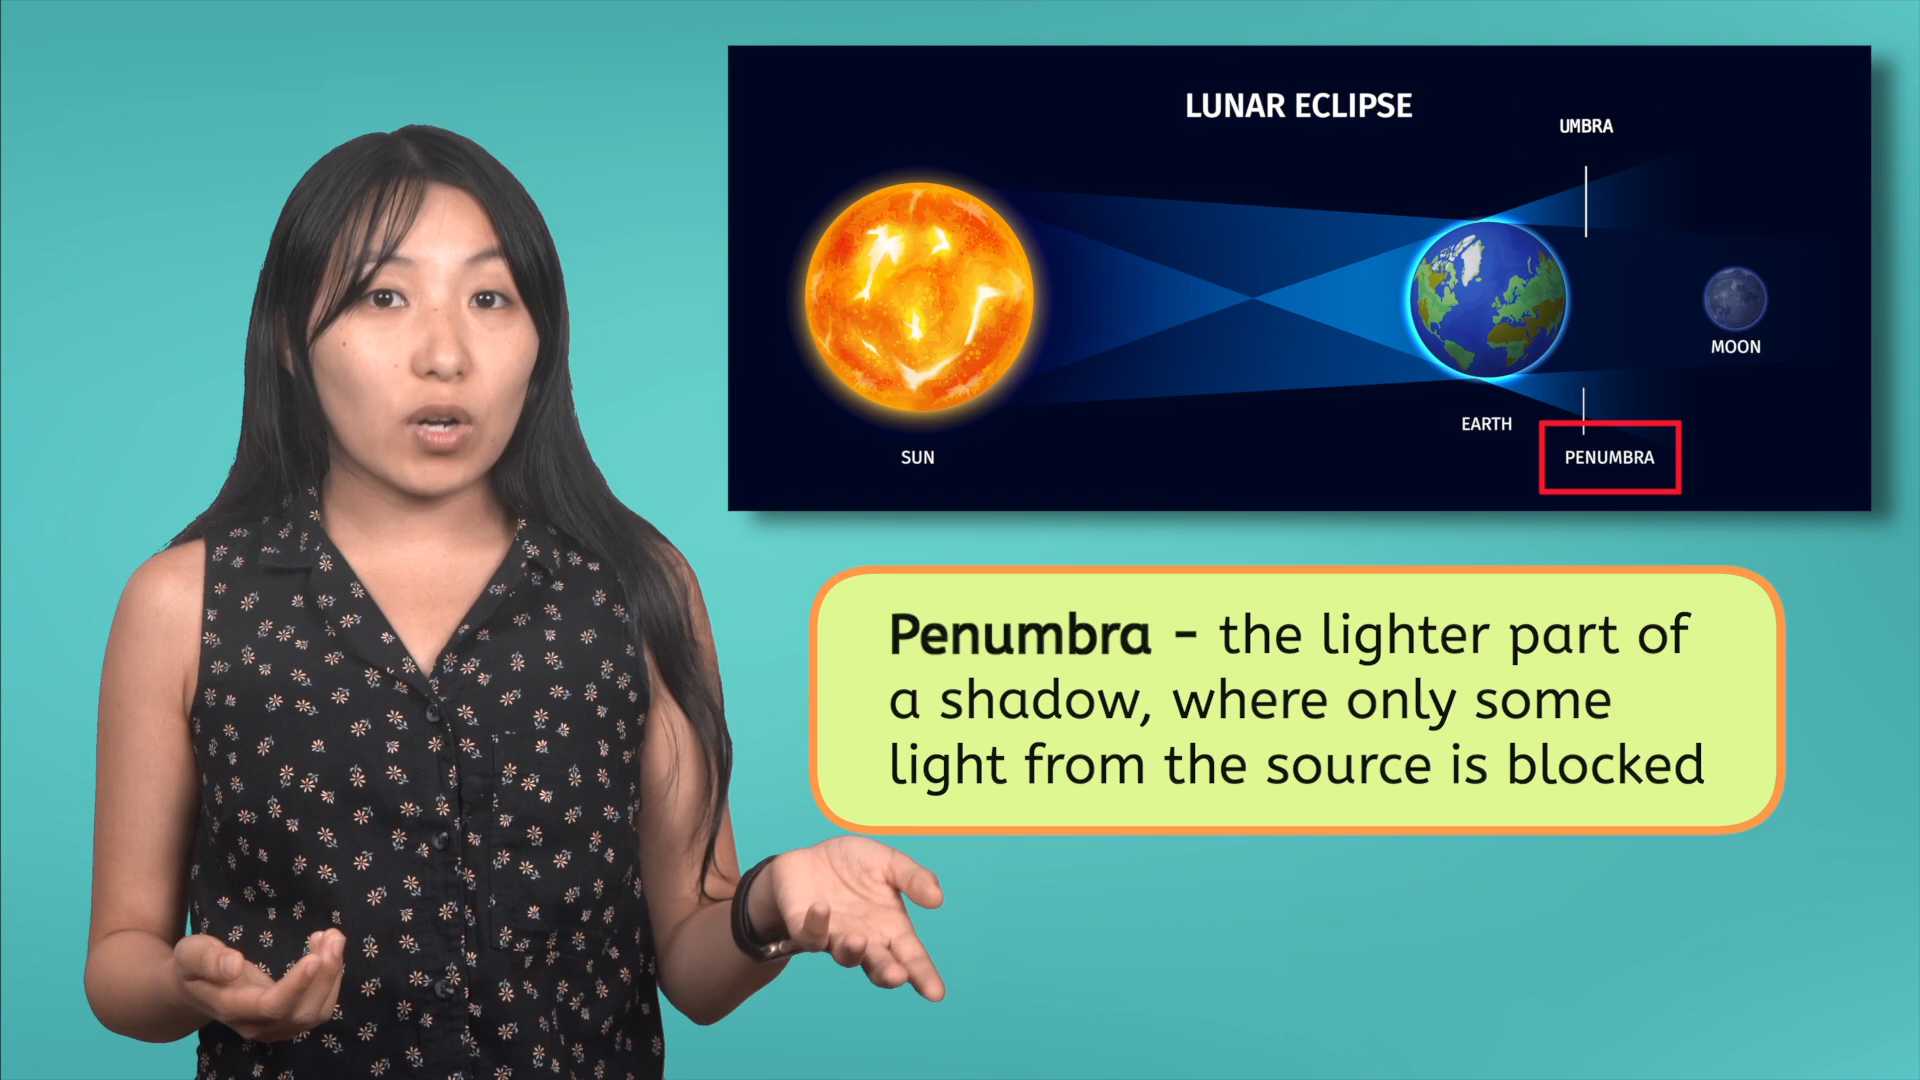 LUNAR ECLIPSE
UMBRA
MOON
EARTH
SUN
PENUMBRA
Penumbra - the lighter part of
a shadow, where only some
light from the source is blocked